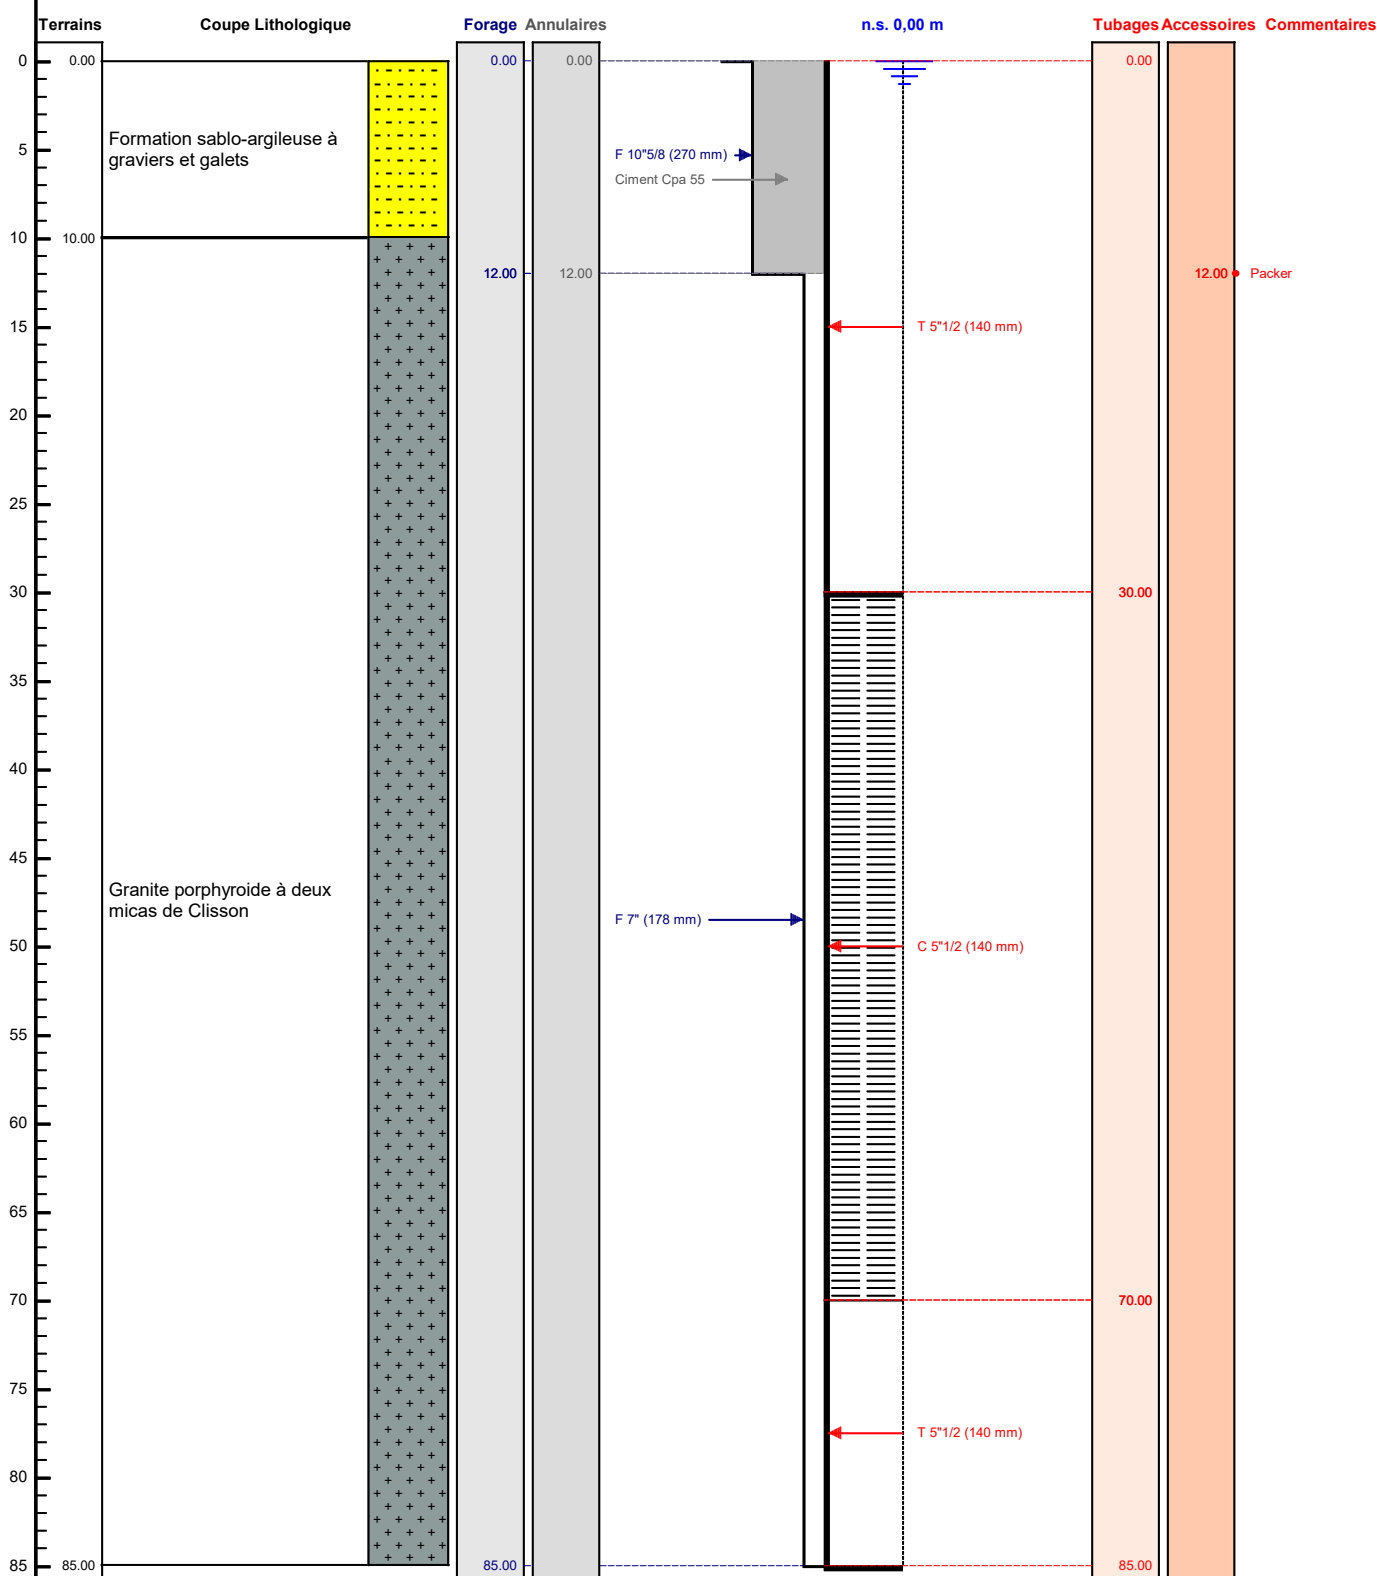 Terrains Coupe Lithologique Forage Annulaires n.s. 0,00 m Tubages Accessoires Commentaires
0 0.00 0.00 0.00 0.00
Formation sablo-argileuse à
graviers et galets
5
F 10"5/8 (270 mm)
Ciment Cpa 55
10 10.00
12.00 12.00 12.00 Packer
15 T 5"1/2 (140 mm)
20
25
30 30.00
35
40
45
Granite porphyroide à deux
micas de Clisson
F 7" (178 mm)
50 C 5"1/2 (140 mm)
55
60
65
70 70.00
75
T 5"1/2 (140 mm)
80
85 85.00 85.00 85.00